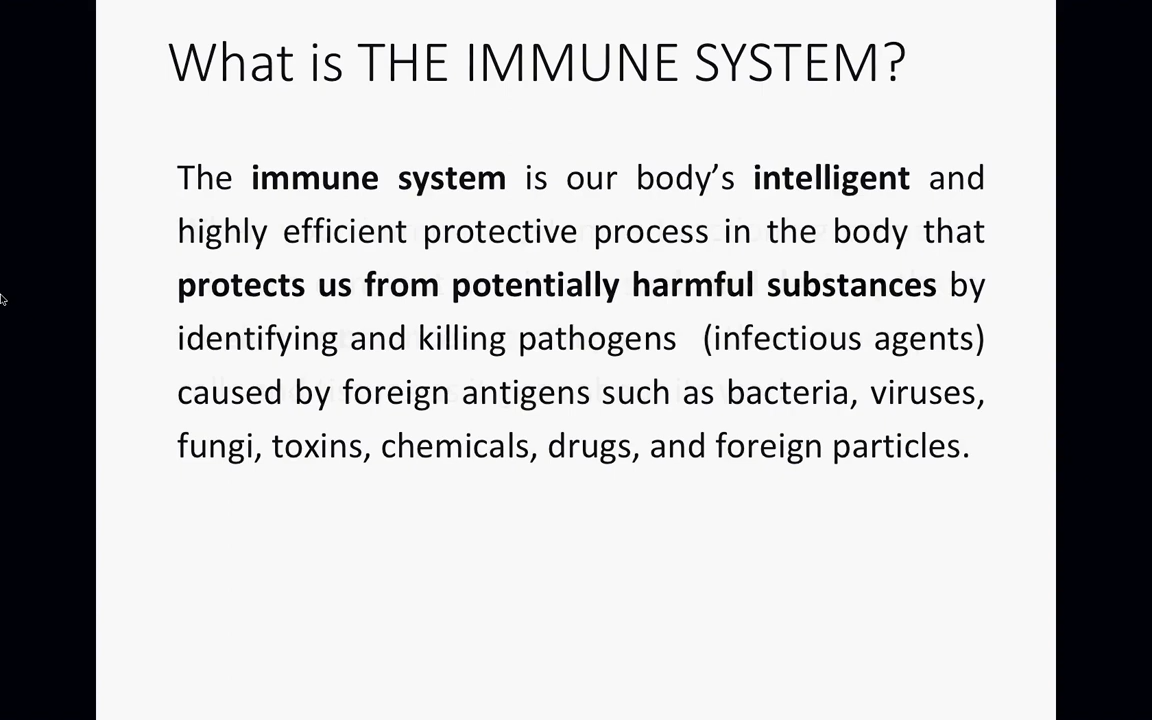 What is THE IMMUNE SYSTEM?
The immune system is our body’s intelligent and
highly efficient protective process in the body that
protects us from potentially harmful substances by
identifying and killing pathogens (infectious agents)
caused by foreign antigens such as bacteria, viruses,
fungi, toxins, chemicals, drugs, and foreign particles.